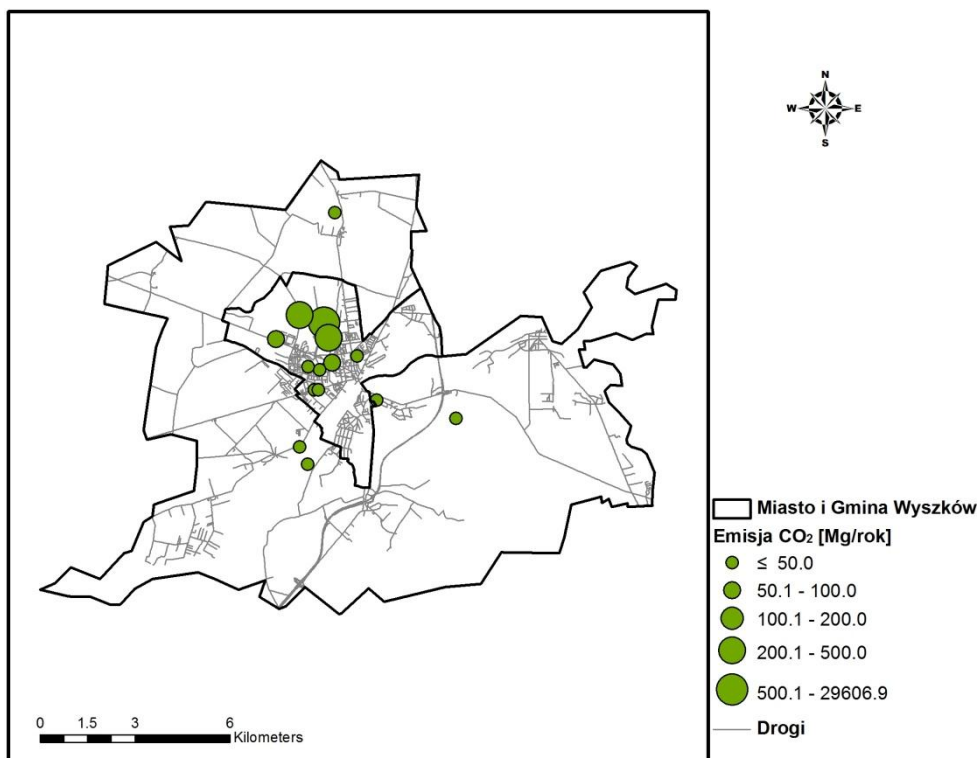 N
W E
S
Miasto i Gmina Wyszków
Emisja CO₂ [Mg/rok]
≤ 50.0
50.1 - 100.0
100.1 - 200.0
200.1 - 500.0
500.1 - 29606.9
Drogi
0 1.5 3 6
Kilometers